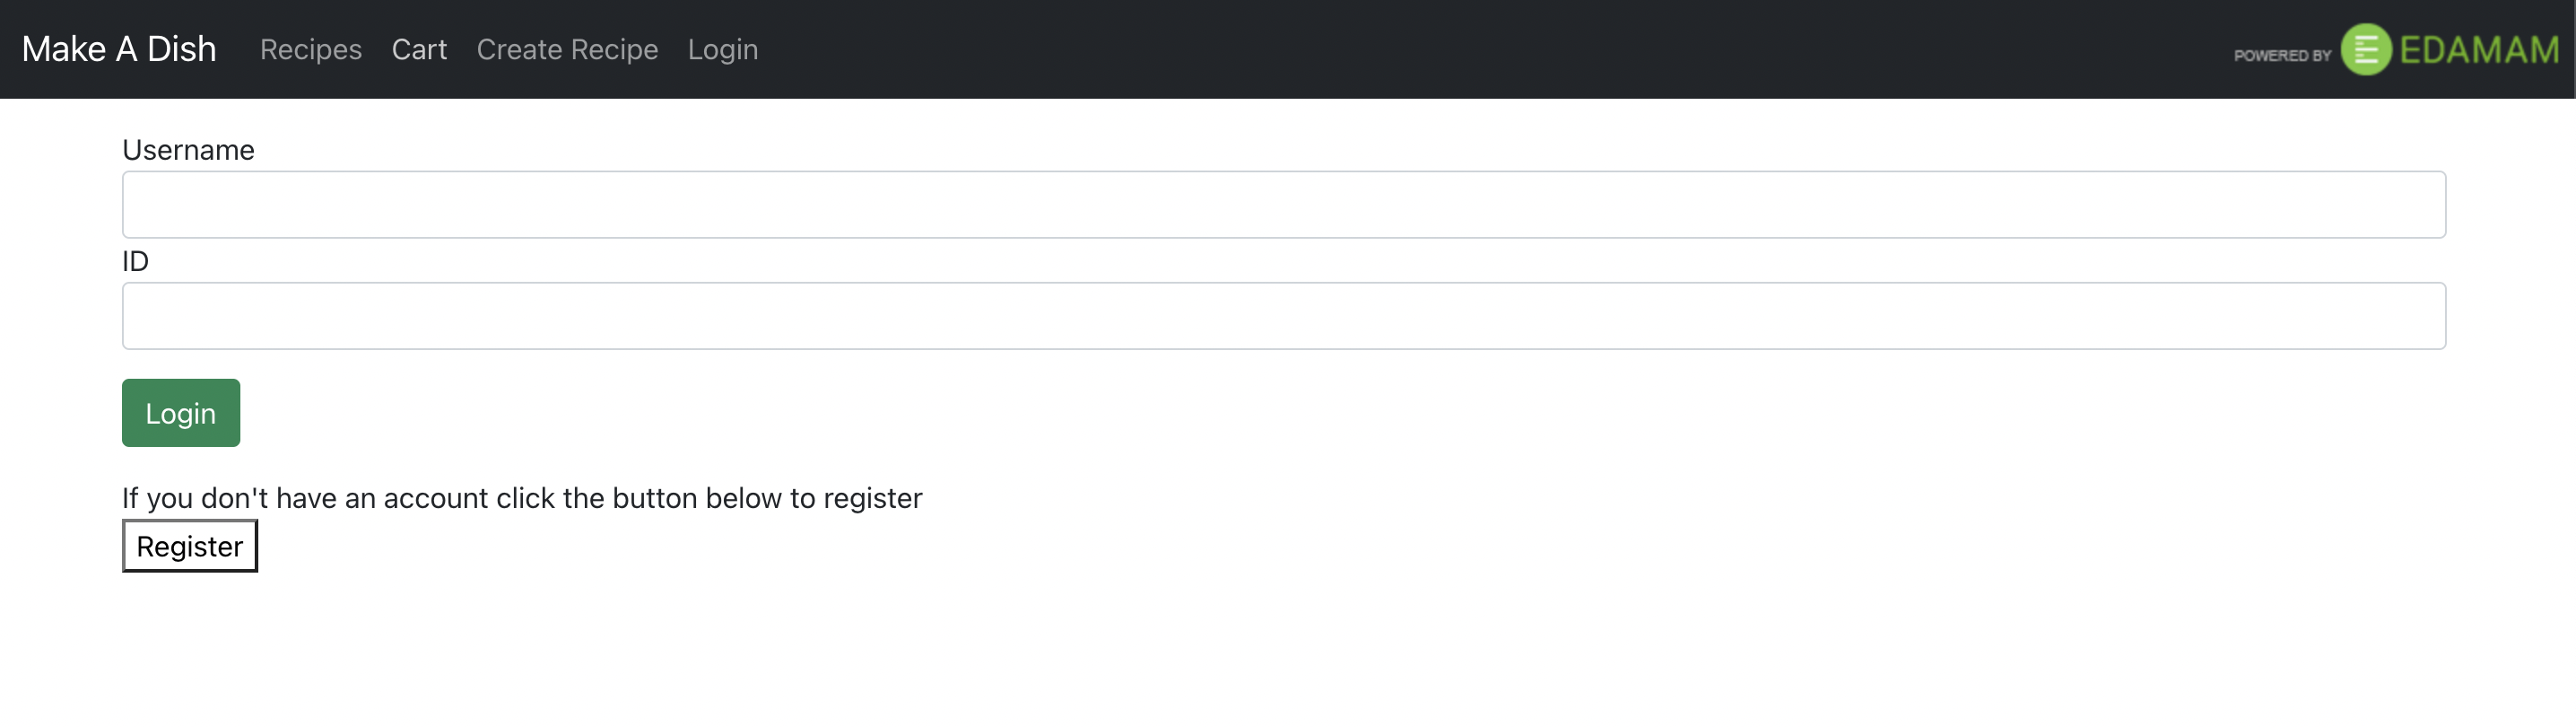 Make A Dish Recipes Cart Create Recipe Login POWERED BY EDAMAM
Username
ID
Login
If you don't have an account click the button below to register
Register